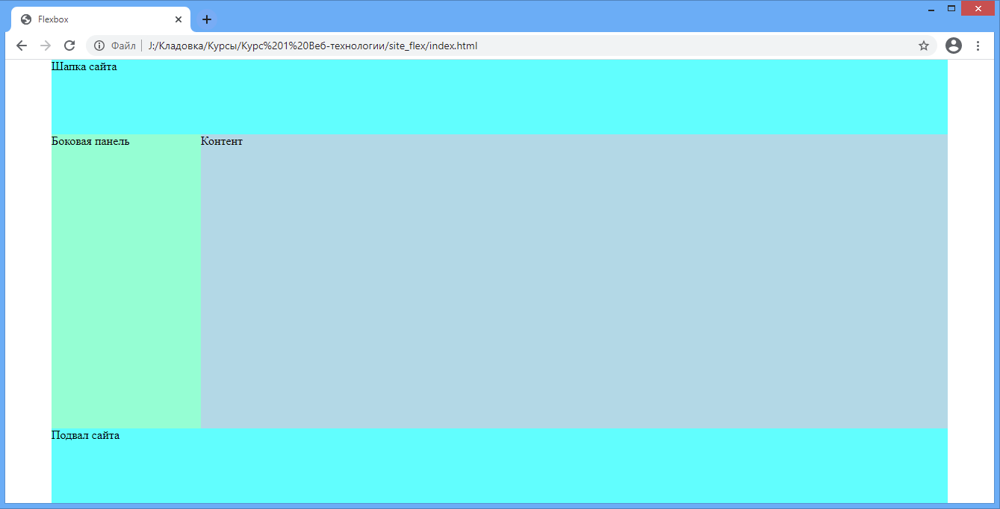 Flexbox
Файл
J:/Кладовка/Курсы/Курс%201%20Веб-технологии/site_flex/index.html
Шапка сайта
Боковая панель
Контент
Подвал сайта